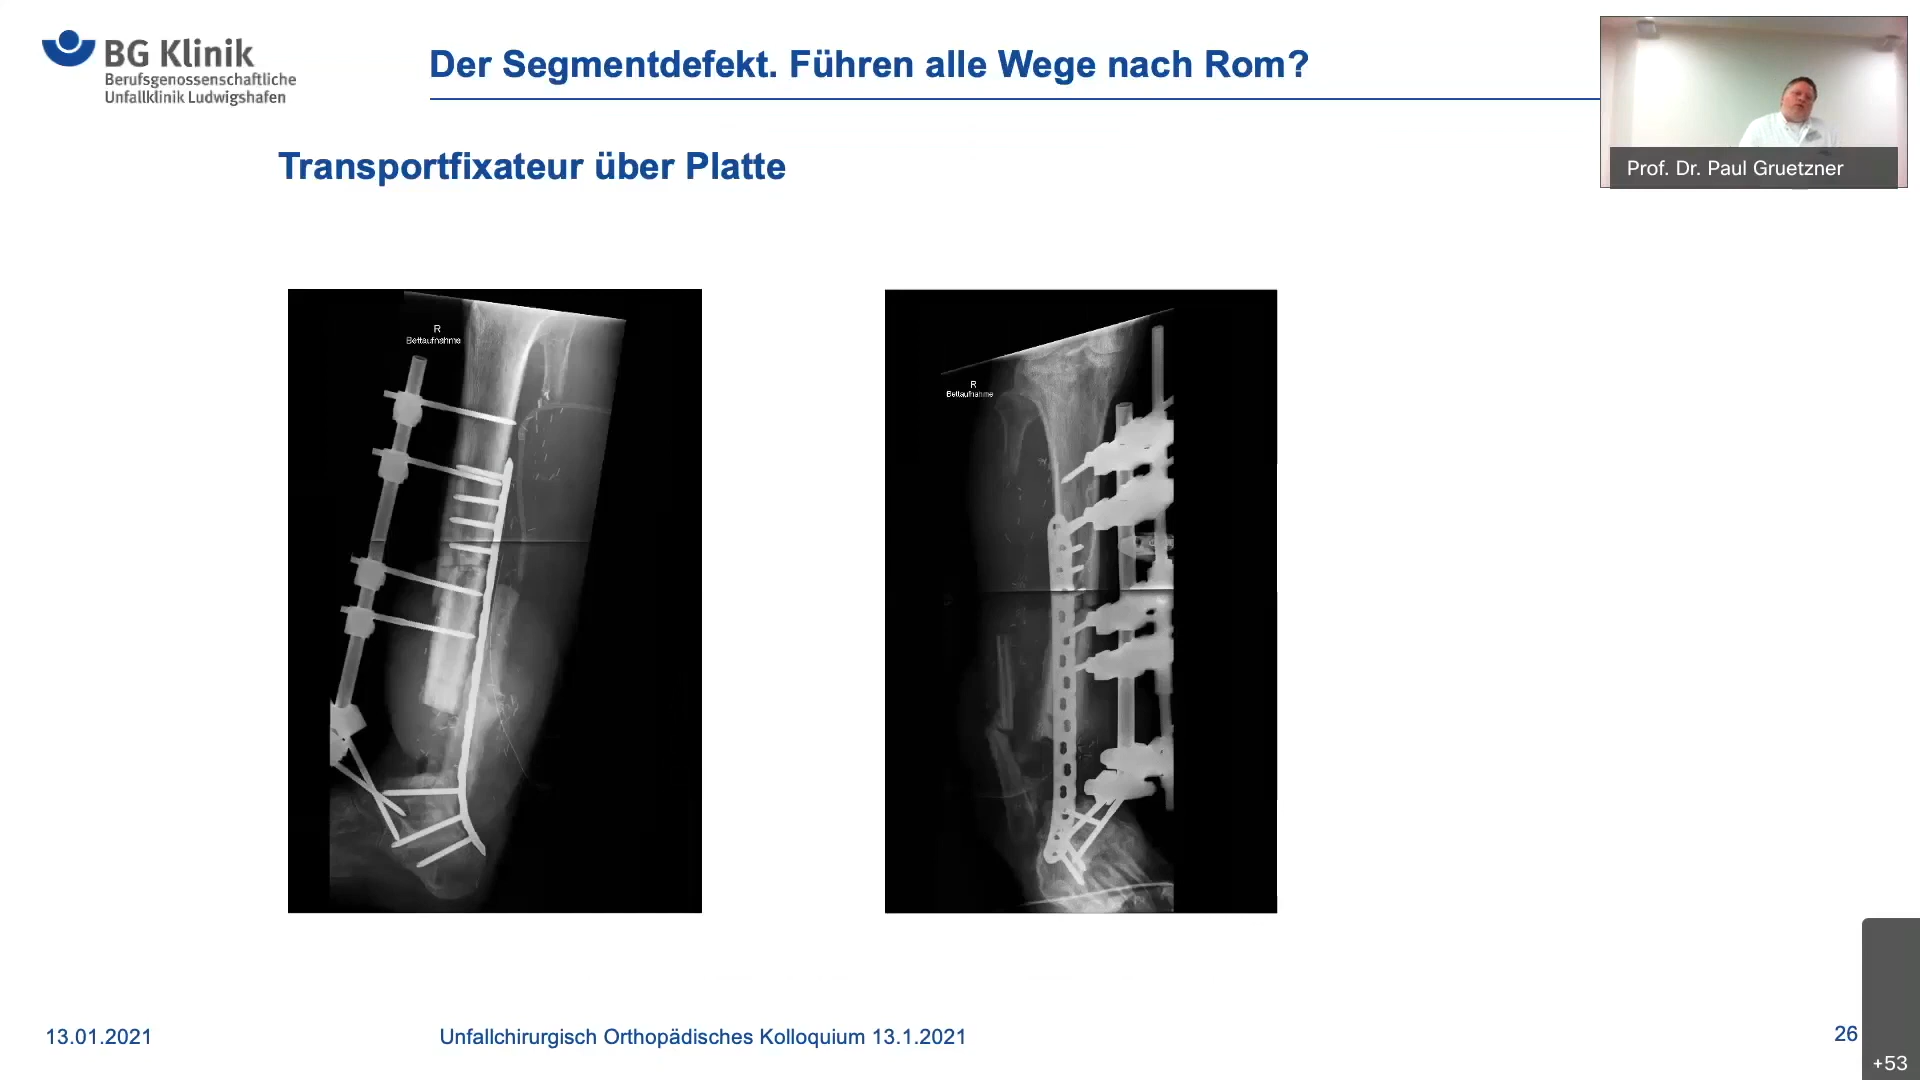 BG Klinik
Berufsgenossenschaftliche
Unfallklinik Ludwigshafen
Der Segmentdefekt. Führen alle Wege nach Rom?
Prof. Dr. Paul Gruetzner
Transportfixateur über Platte
R
Bettaufnahme
R
Bettaufnahme
13.01.2021
Unfallchirurgisch Orthopädisches Kolloquium 13.1.2021
26
+53